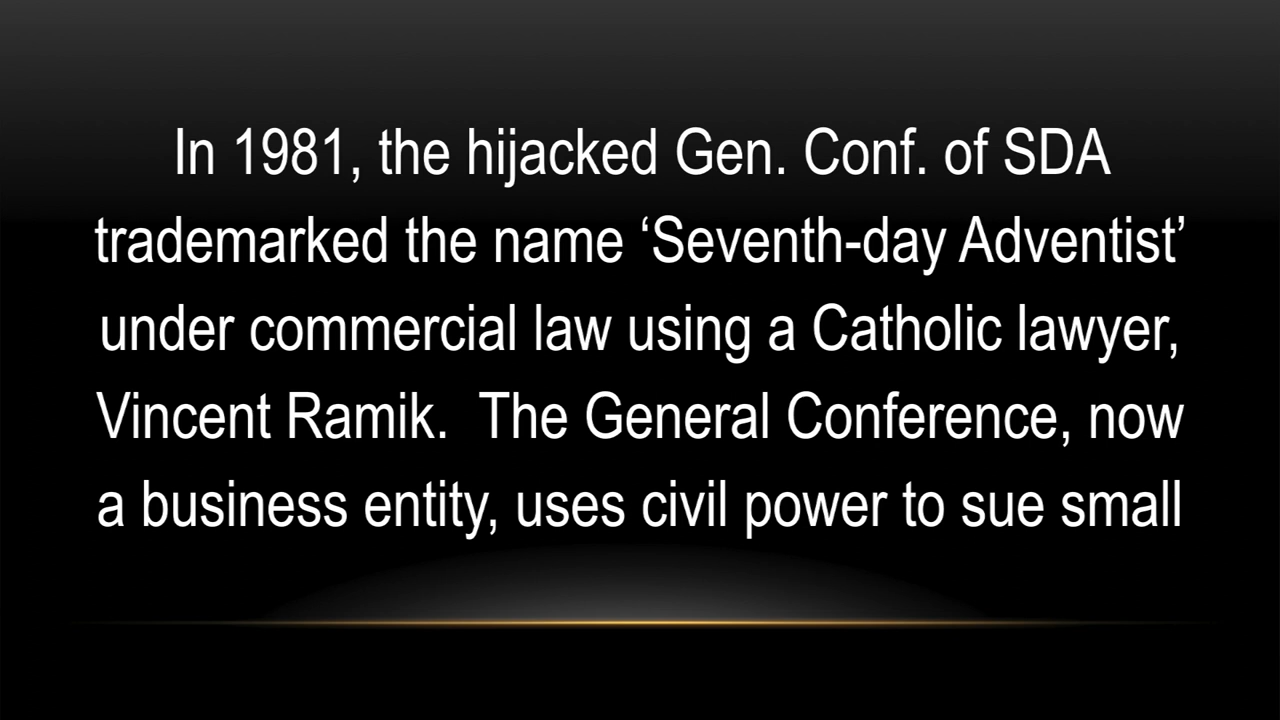 In 1981, the hijacked Gen. Conf. of SDA
trademarked the name ‘Seventh-day Adventist’
under commercial law using a Catholic lawyer,
Vincent Ramik.  The General Conference, now
a business entity, uses civil power to sue small